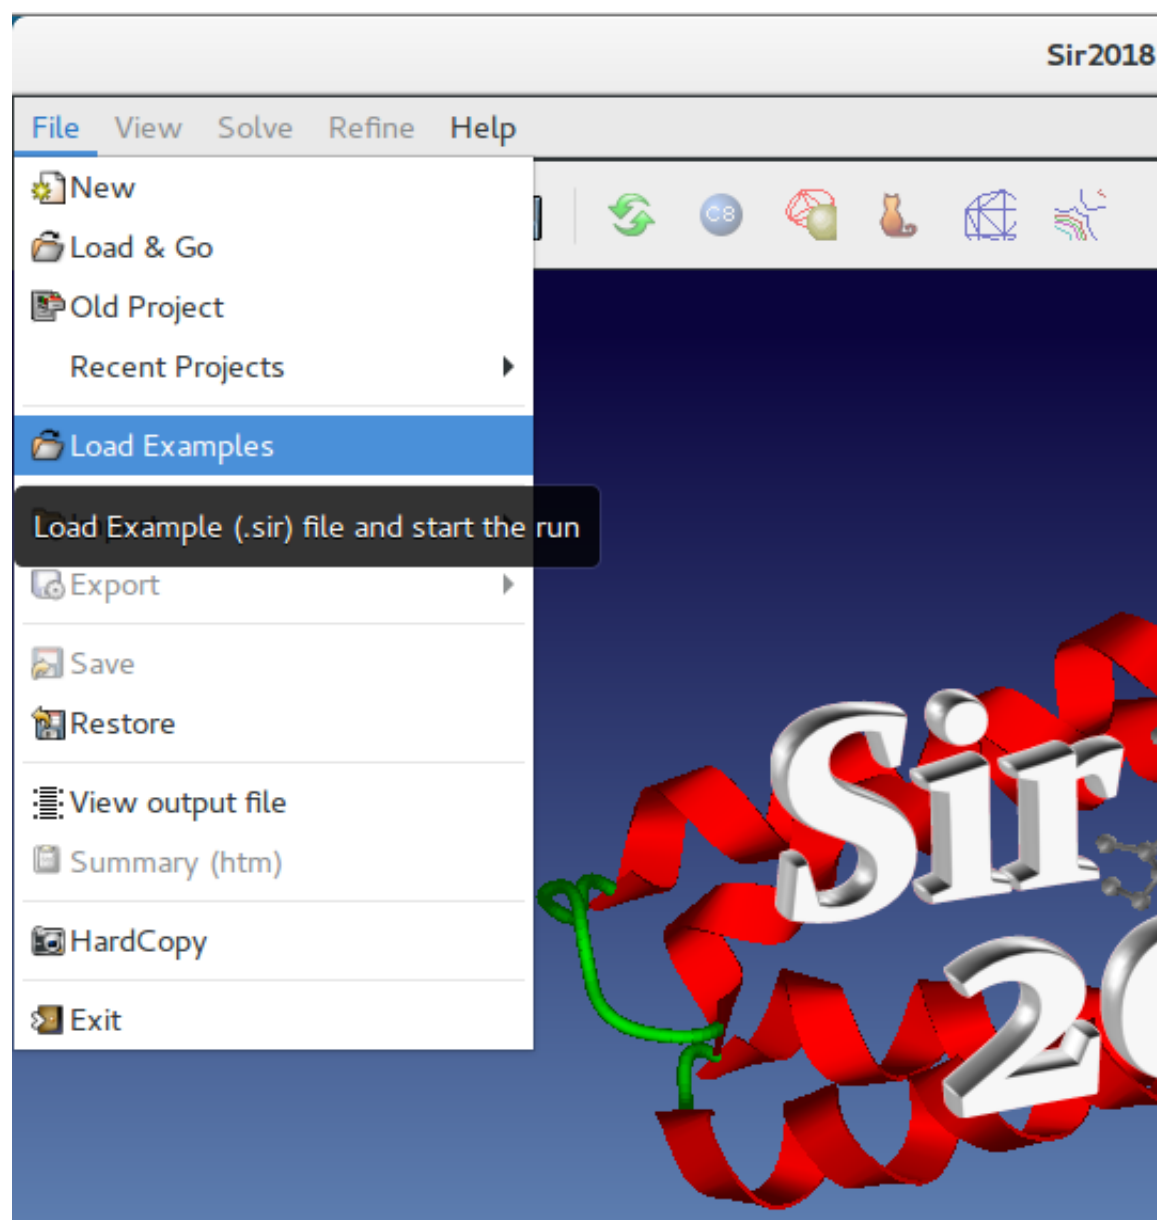 Sir2018
File View Solve Refine Help
New
C8
Load & Go
Old Project
Recent Projects
Load Examples
Load Example (.sir) file and start the run
Export
Save
Restore
View output file
Summary (htm)
HardCopy
Exit
Sir